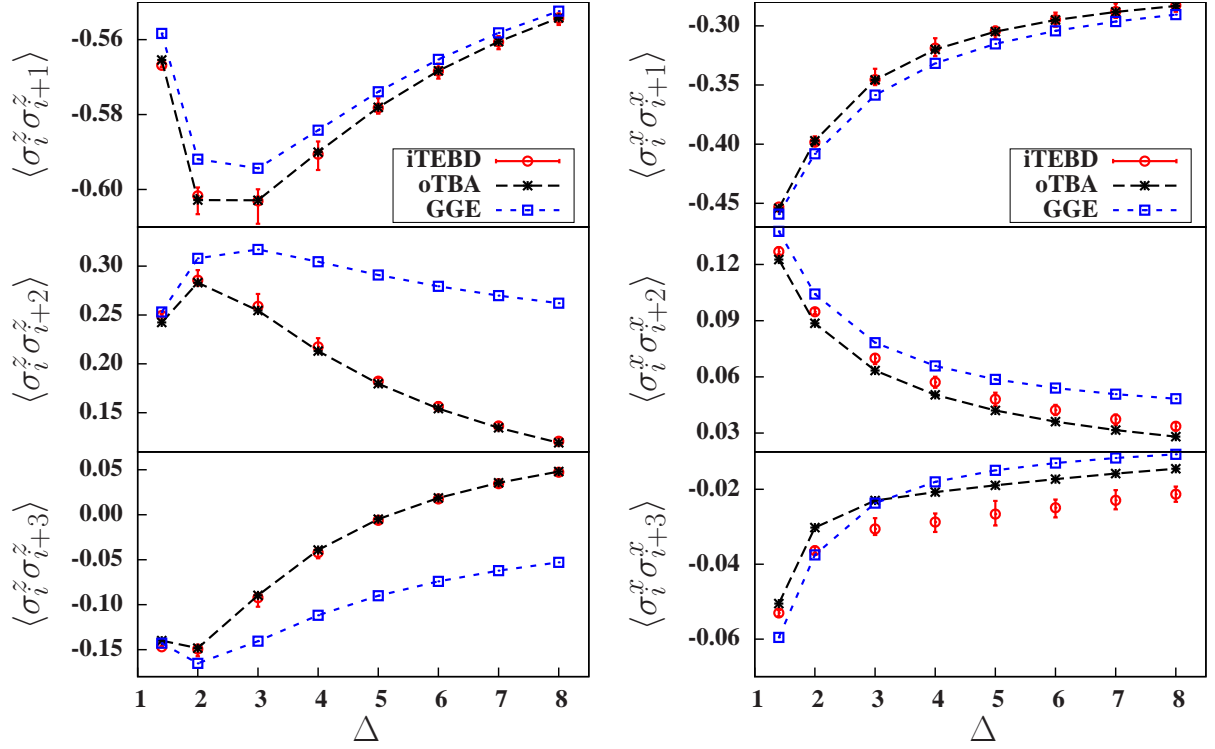 ⟨σ_i^z σ_{i+1}^z⟩
-0.56
-0.58
-0.60
iTEBD
oTBA
GGE
⟨σ_i^z σ_{i+2}^z⟩
0.30
0.25
0.20
0.15
⟨σ_i^z σ_{i+3}^z⟩
0.05
0.00
-0.05
-0.10
-0.15
1 2 3 4 5 6 7 8
Δ
⟨σ_i^x σ_{i+1}^x⟩
-0.30
-0.35
-0.40
-0.45
iTEBD
oTBA
GGE
⟨σ_i^x σ_{i+2}^x⟩
0.12
0.09
0.06
0.03
⟨σ_i^x σ_{i+3}^x⟩
-0.02
-0.04
-0.06
1 2 3 4 5 6 7 8
Δ